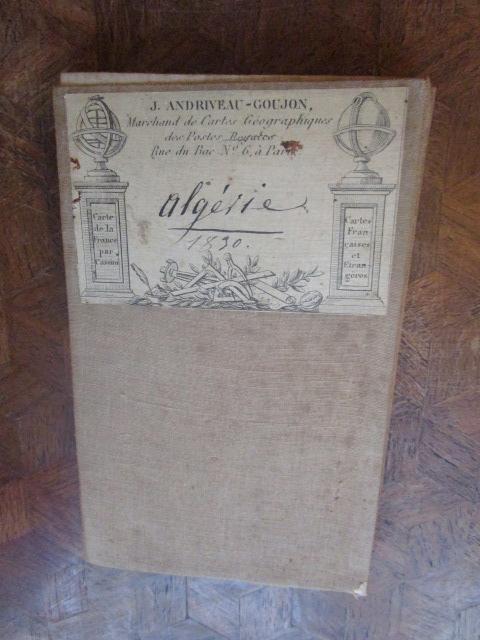 J. ANDRIVEAU-GOUJON,
Marchand de Cartes Géographiques
des Postes Royales
Rue du Bac Nº 6, à Paris
Algérie
1830.
Carte
de la
France
par
Cassini
Cartes
Fran
çaises
et
Etran
gères